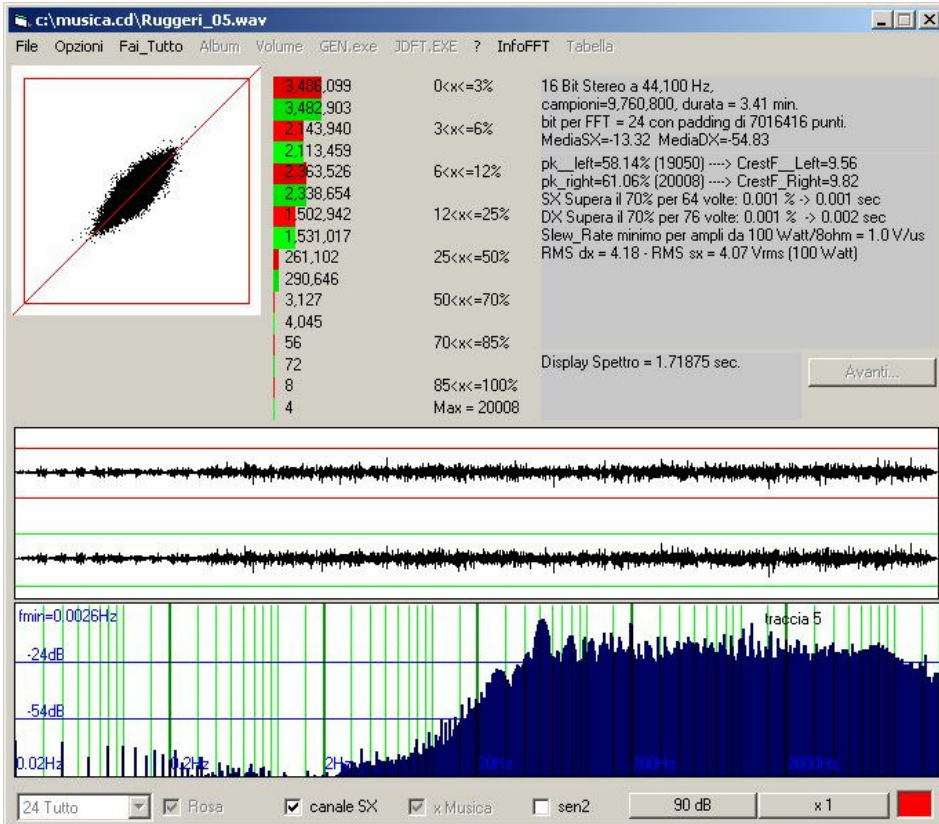 c:\musica.cd\Ruggeri_05.wav
File Opzioni Fai_Tutto Album Volume GEN.exe JDFT.EXE ? InfoFFT Tabella
3,486,099 0<x<=3%
3,482,903
2,143,940 3<x<=6%
2,113,459
2,363,526 6<x<=12%
2,338,654
1,502,942 12<x<=25%
1,531,017
261,102 25<x<=50%
290,646
3,127 50<x<=70%
4,045
56 70<x<=85%
72
8 85<x<=100%
4 Max = 20008
16 Bit Stereo a 44,100 Hz,
campioni=9,760,800, durata = 3.41 min.
bit per FFT = 24 con padding di 7016416 punti.
MediaSX=-13.32 MediaDX=-54.83
pk__left=58.14% (19050) ----> CrestF__Left=9.56
pk_right=61.06% (20008) ----> CrestF_Right=9.82
SX Supera il 70% per 64 volte: 0.001 % -> 0.001 sec
DX Supera il 70% per 76 volte: 0.001 % -> 0.002 sec
Slew_Rate minimo per ampli da 100 Watt/8ohm = 1.0 V/us
RMS dx = 4.18 - RMS sx = 4.07 Vrms (100 Watt)
Display Spettro = 1.71875 sec.
Avanti...
fmin=0.0026Hz
traccia 5
-24dB
-54dB
0.02Hz 0.2Hz 2Hz 20Hz 200Hz 2000Hz
24 Tutto Rosa canale SX x Musica sen2 90 dB x 1